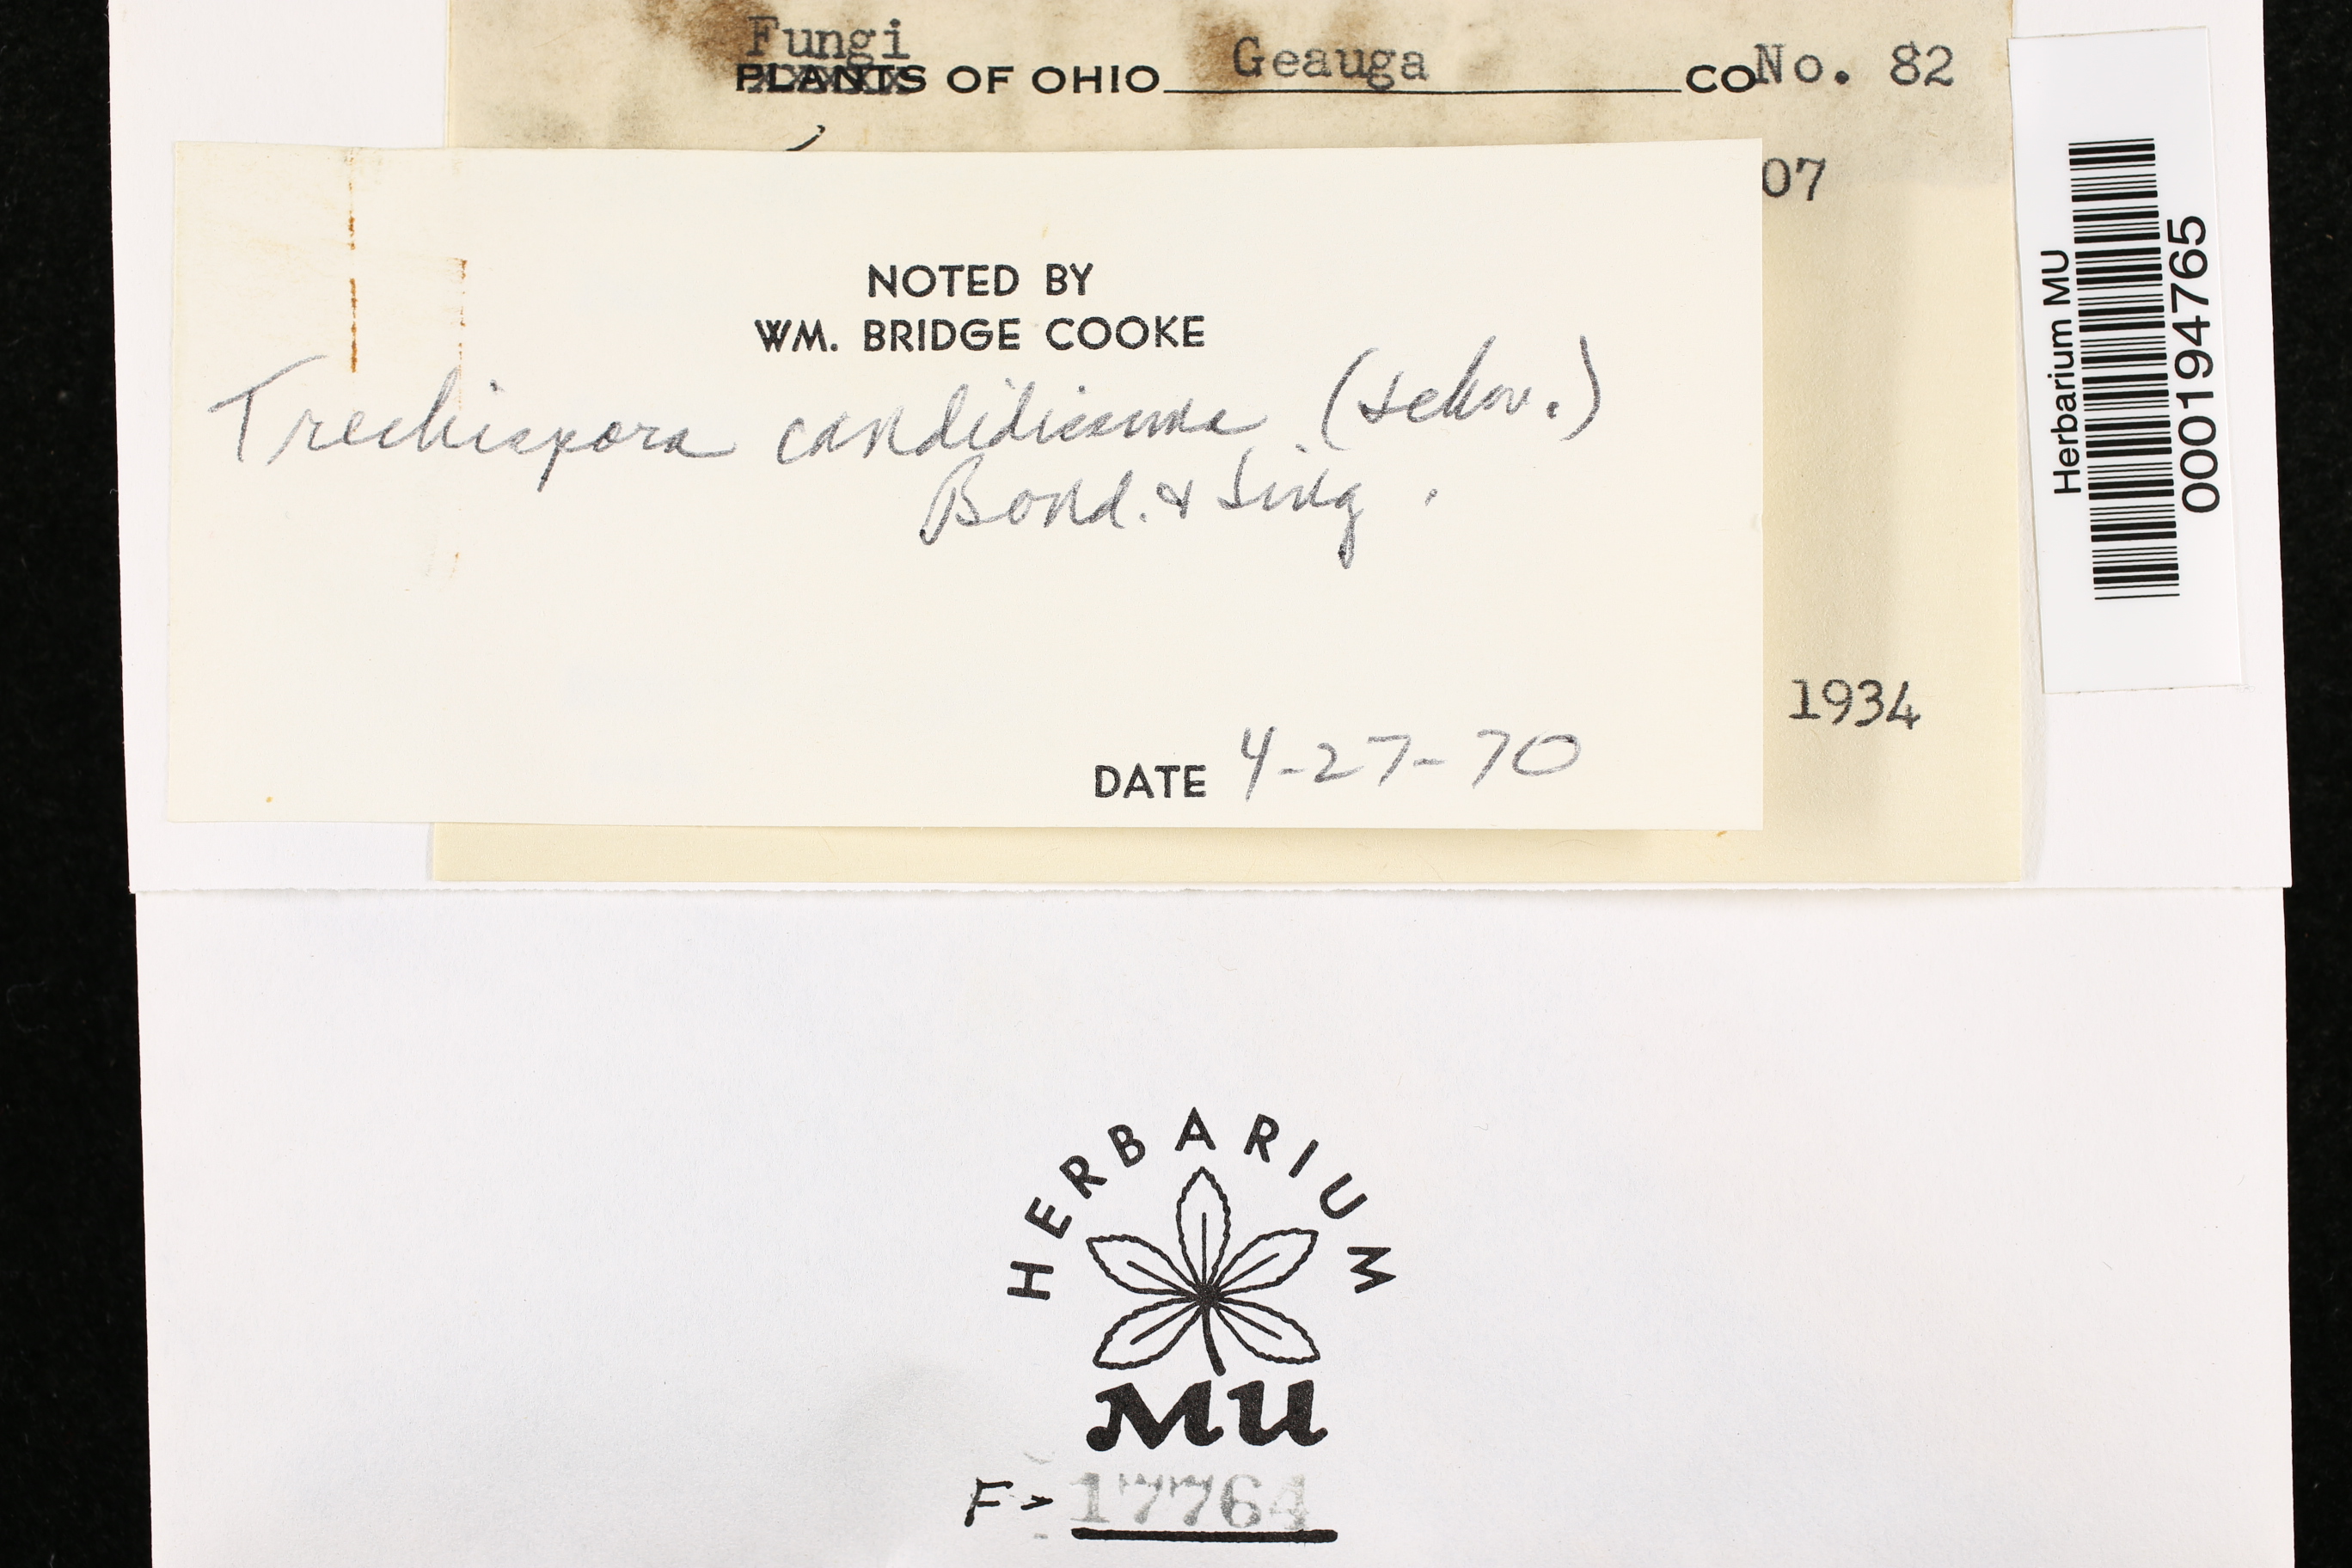 Fungi
PLANTS OF OHIO Geauga CO No. 82
07
NOTED BY
WM. BRIDGE COOKE
Trechispora candidissima (Schw.)
Bond. & Sing.
1934
DATE 4-27-70
Herbarium MU
000194765
HERBARIUM
MU
F- 17764